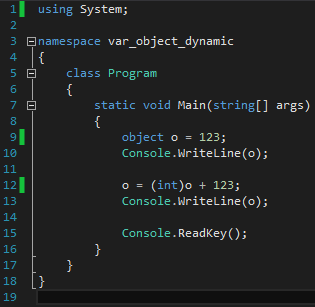 1 using System;
2
3 namespace var_object_dynamic
4 {
5 class Program
6 {
7 static void Main(string[] args)
8 {
9 object o = 123;
10 Console.WriteLine(o);
11
12 o = (int)o + 123;
13 Console.WriteLine(o);
14
15 Console.ReadKey();
16 }
17 }
18 }
19